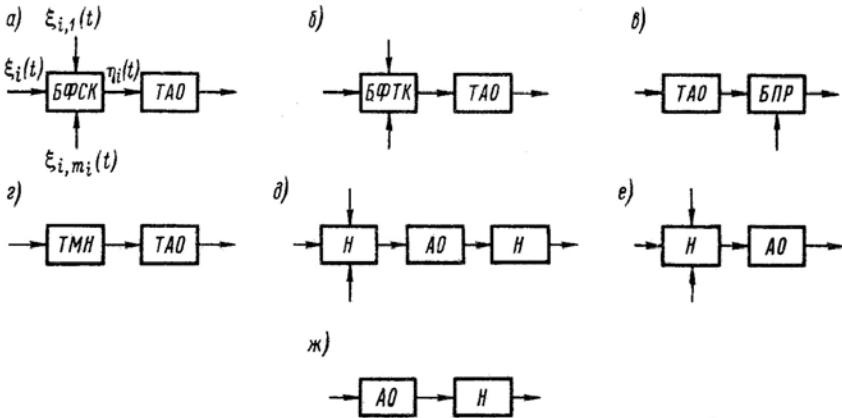 а) ξi,1(t)
ξi(t) БФСК ηi(t) ТАО
ξi,mi(t)
б)
БФТК ТАО
в)
ТАО БПР
г)
ТМН ТАО
д)
Н АО Н
е)
Н АО
ж)
АО Н